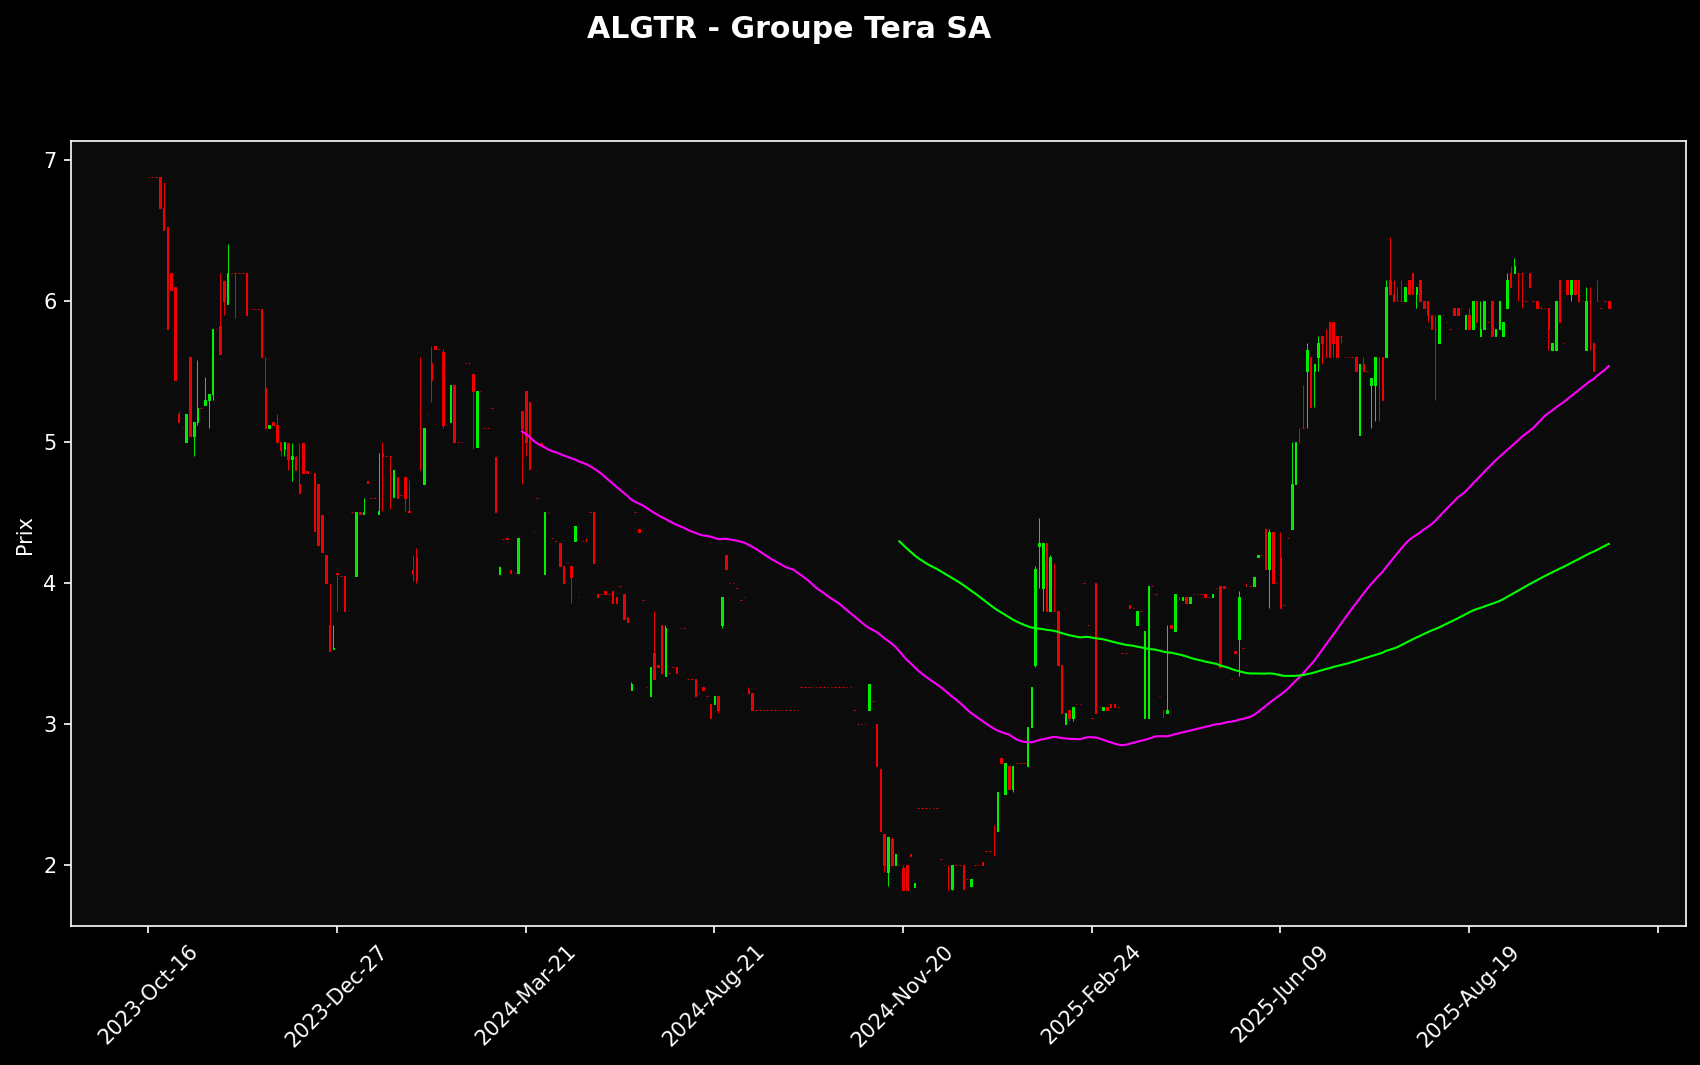 ALGTR - Groupe Tera SA
Prix
7
6
5
4
3
2
2023-Oct-16
2023-Dec-27
2024-Mar-21
2024-Aug-21
2024-Nov-20
2025-Feb-24
2025-Jun-09
2025-Aug-19